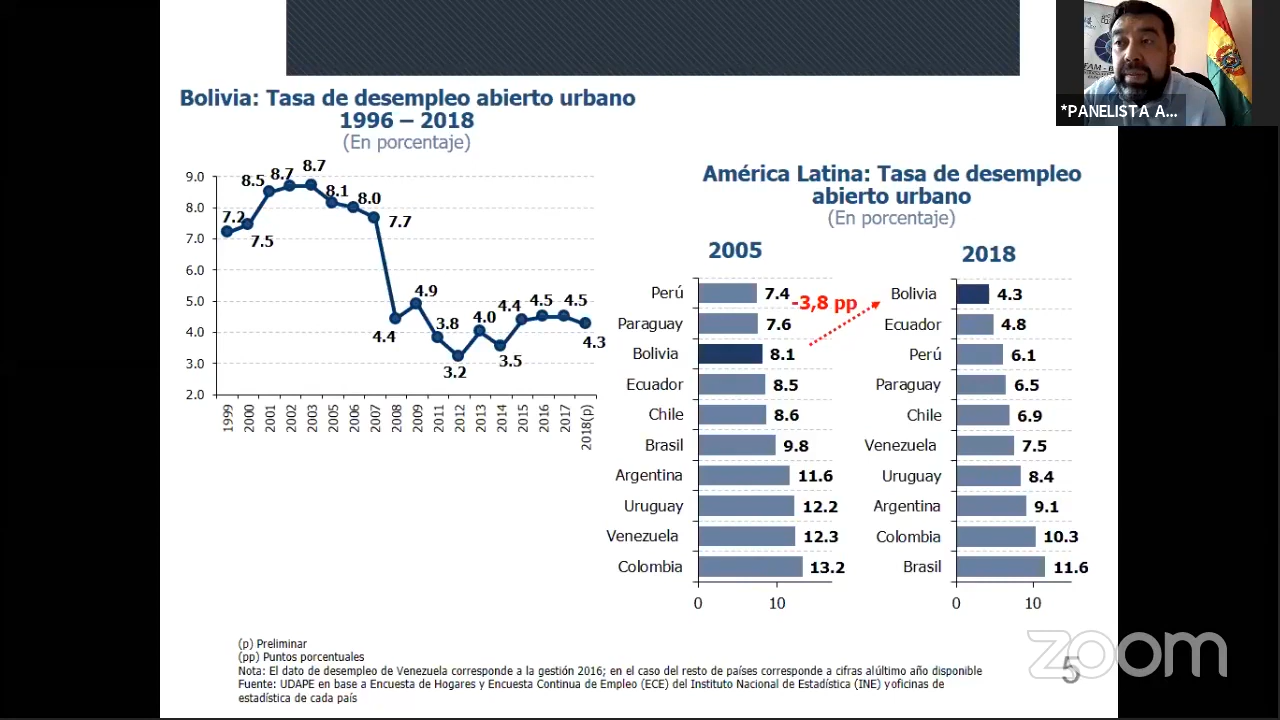 *PANELISTA A...
Bolivia: Tasa de desempleo abierto urbano
1996 – 2018
(En porcentaje)
9.0
8.0
7.0
6.0
5.0
4.0
3.0
2.0
7.2
7.5
8.5
8.7
8.7
8.1
8.0
7.7
4.4
4.9
3.8
3.2
4.0
3.5
4.4
4.5
4.5
4.3
1999
2000
2001
2002
2003
2005
2006
2007
2008
2009
2011
2012
2013
2014
2015
2016
2017
2018(p)
América Latina: Tasa de desempleo
abierto urbano
(En porcentaje)
2005
Perú 7.4
Paraguay 7.6
Bolivia 8.1
Ecuador 8.5
Chile 8.6
Brasil 9.8
Argentina 11.6
Uruguay 12.2
Venezuela 12.3
Colombia 13.2
0 10
-3,8 pp
2018
Bolivia 4.3
Ecuador 4.8
Perú 6.1
Paraguay 6.5
Chile 6.9
Venezuela 7.5
Uruguay 8.4
Argentina 9.1
Colombia 10.3
Brasil 11.6
0 10
(p) Preliminar
(pp) Puntos porcentuales
Nota: El dato de desempleo de Venezuela corresponde a la gestión 2016; en el caso del resto de países corresponde a cifras alúltimo año disponible
Fuente: UDAPE en base a Encuesta de Hogares y Encuesta Continua de Empleo (ECE) del Instituto Nacional de Estadística (INE) yoficinas de
estadística de cada país
zoom
5